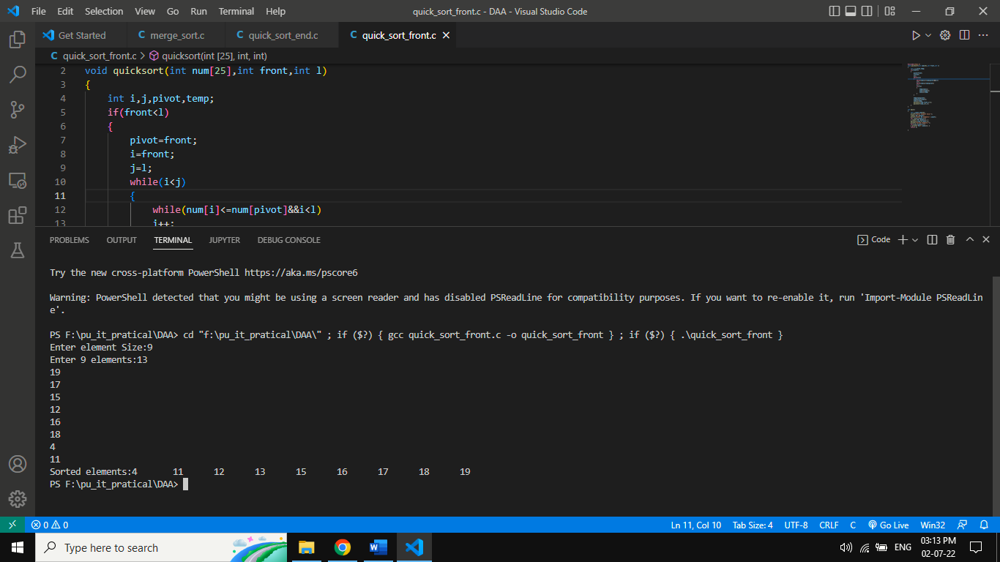 File Edit Selection View Go Run Terminal Help quick_sort_front.c - DAA - Visual Studio Code
Get Started C merge_sort.c C quick_sort_end.c C quick_sort_front.c
C quick_sort_front.c > quicksort(int [25], int, int)
2 void quicksort(int num[25],int front,int l)
3 {
4 int i,j,pivot,temp;
5 if(front<l)
6 {
7 pivot=front;
8 i=front;
9 j=l;
10 while(i<j)
11 {
12 while(num[i]<=num[pivot]&&i<l)
13 i++;
PROBLEMS OUTPUT TERMINAL JUPYTER DEBUG CONSOLE Code
Try the new cross-platform PowerShell https://aka.ms/pscore6
Warning: PowerShell detected that you might be using a screen reader and has disabled PSReadLine for compatibility purposes. If you want to re-enable it, run 'Import-Module PSReadLin
e'.
PS F:\pu_it_pratical\DAA> cd "f:\pu_it_pratical\DAA\" ; if ($?) { gcc quick_sort_front.c -o quick_sort_front } ; if ($?) { .\quick_sort_front }
Enter element Size:9
Enter 9 elements:13
19
17
15
12
16
18
4
11
Sorted elements:4 11 12 13 15 16 17 18 19
PS F:\pu_it_pratical\DAA>
0 0 Ln 11, Col 10 Tab Size: 4 UTF-8 CRLF C Go Live Win32
Type here to search ENG 03:13 PM
02-07-22